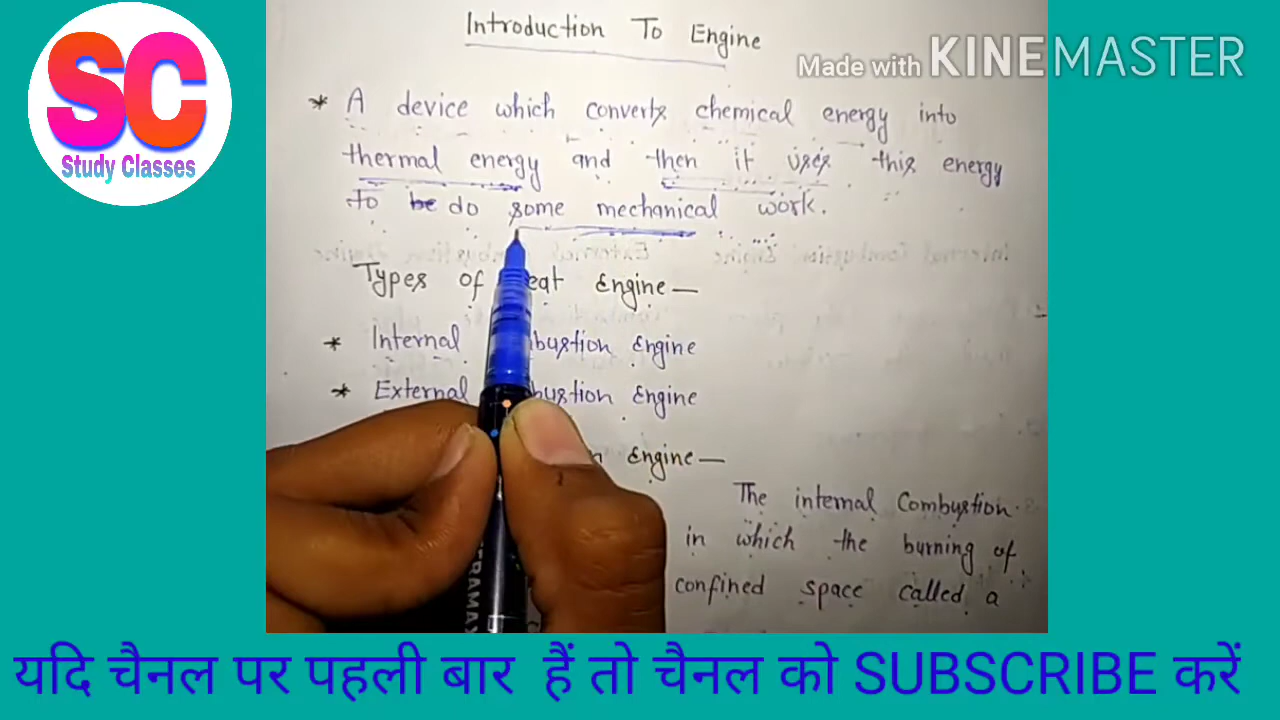 SC
Study Classes
Introduction To Engine
Made with KINEMASTER
* A device which converts chemical energy into
thermal energy and then it uses this energy
to be do some mechanical work.
Types of Engine —
* Internal Engine
* External Engine
Engine —
The internal Combustion
in which the burning of
confined space called a
यदि चैनल पर पहली बार हैं तो चैनल को SUBSCRIBE करें